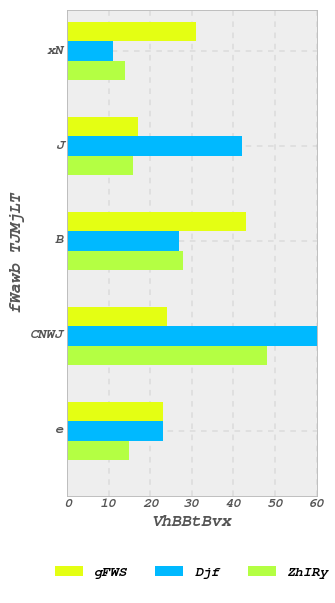 xN
J
B
CNWJ
e
fWawb TJMjLT
0 10 20 30 40 50 60
VhBBtBvx
gFWS Djf ZhIRy